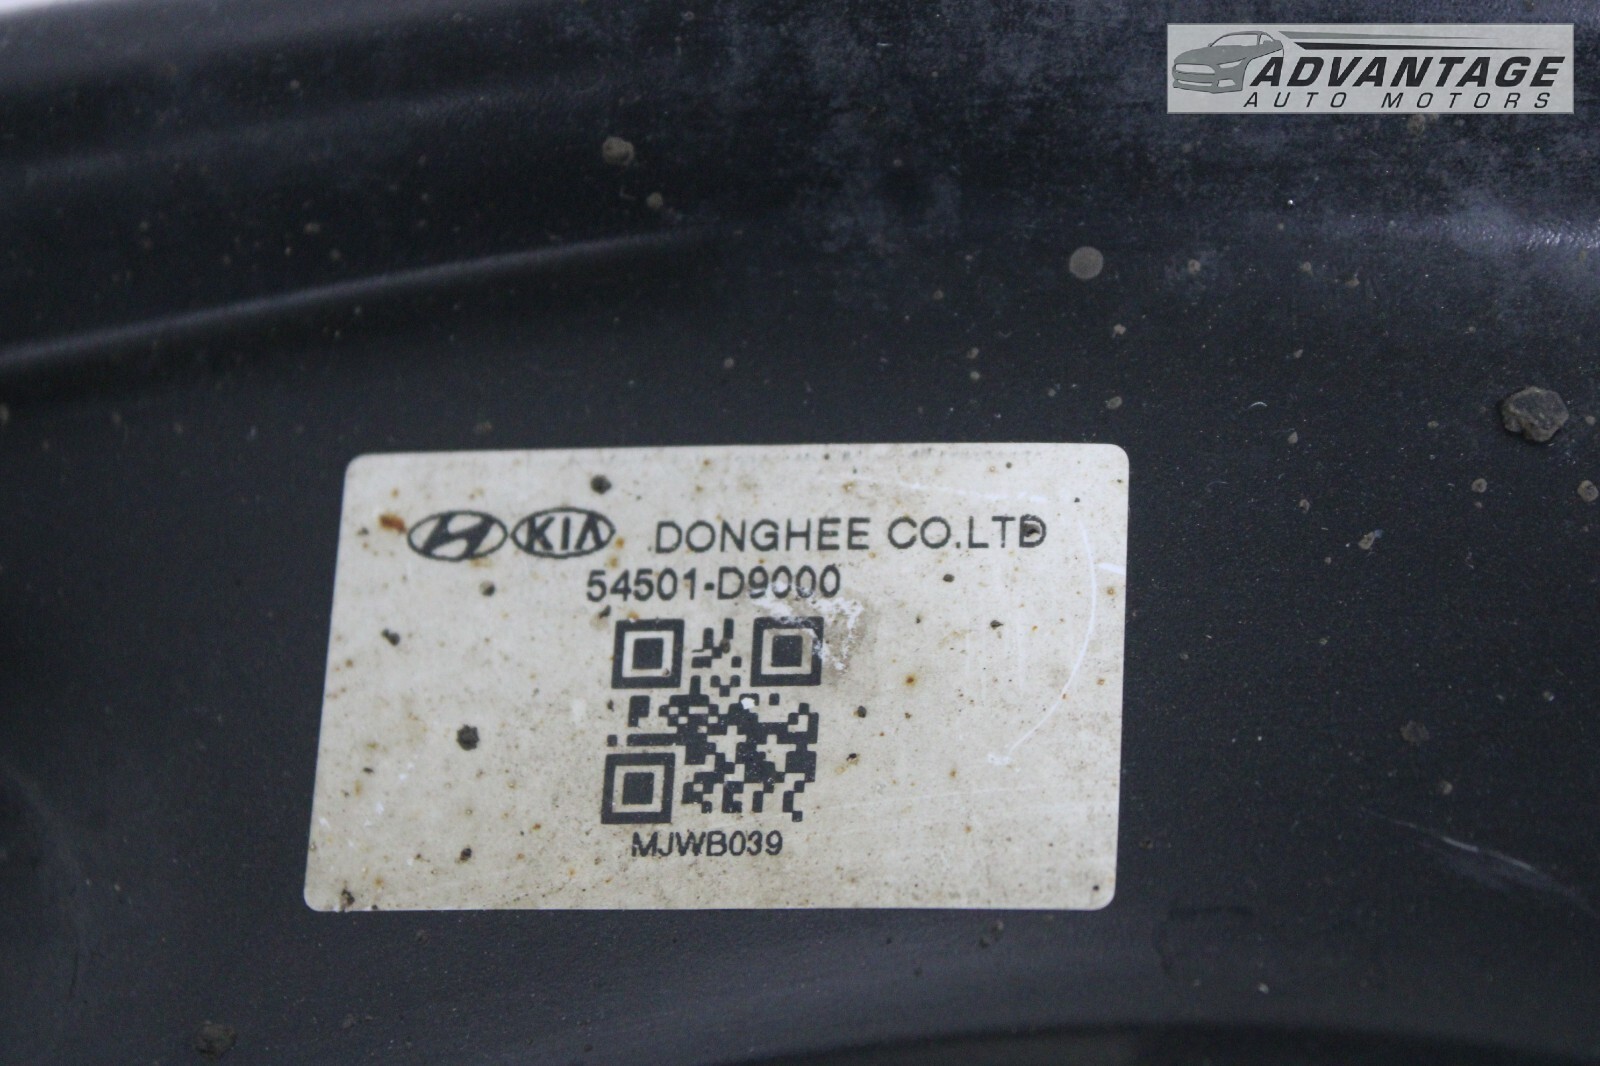 ADVANTAGE
AUTO MOTORS
KIA DONGHEE CO.LTD
54501-D9000
MJWB039